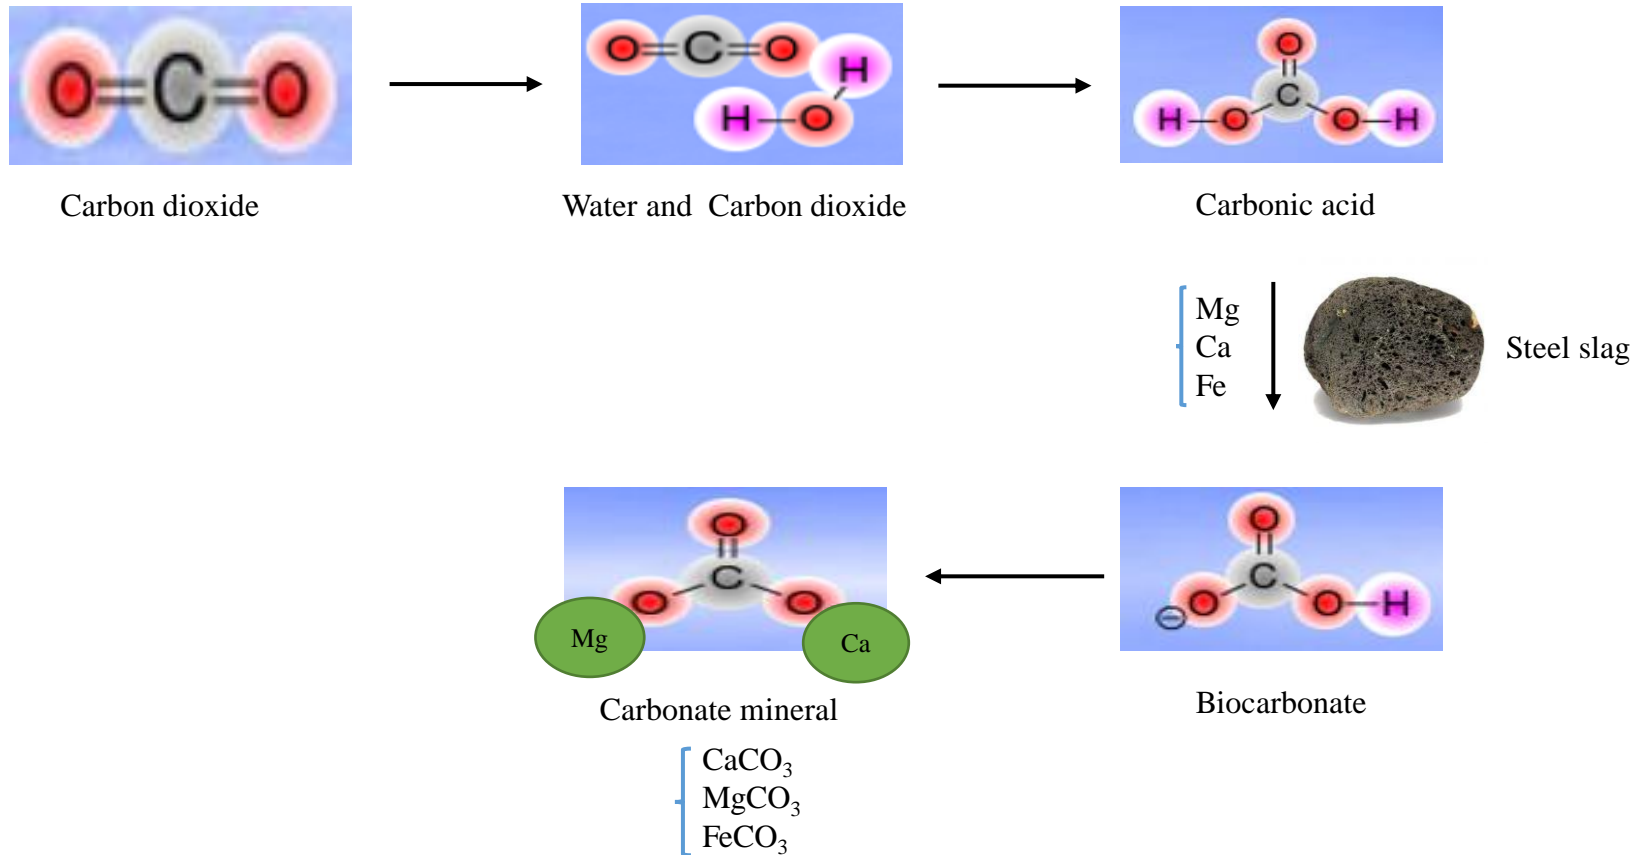 O=C=O
O=C=O
H
H—O
O
C
H—O O—H
Carbon dioxide
Water and Carbon dioxide
Carbonic acid
Mg
Ca
Fe
Steel slag
O
C
O O
Mg
Ca
O
C
⊖ O O—H
Carbonate mineral
Biocarbonate
CaCO₃
MgCO₃
FeCO₃